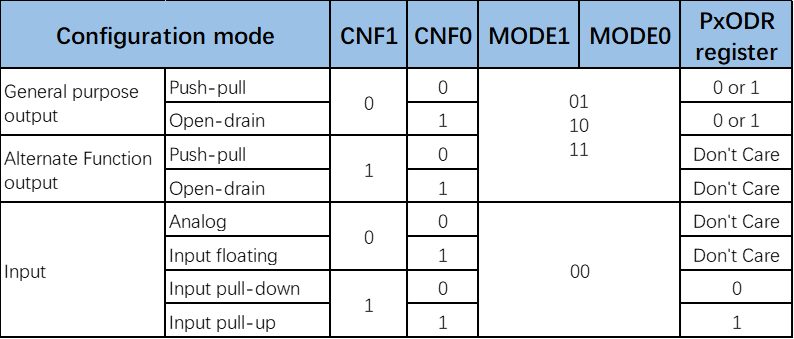 Configuration mode CNF1 CNF0 MODE1 MODE0 PxODR
register
General purpose
output
Push-pull 0 0 01
10
11 0 or 1
Open-drain 1 0 or 1
Alternate Function
output
Push-pull 1 0 Don't Care
Open-drain 1 Don't Care
Input
Analog 0 0 00 Don't Care
Input floating 1 Don't Care
Input pull-down 1 0 0
Input pull-up 1 1